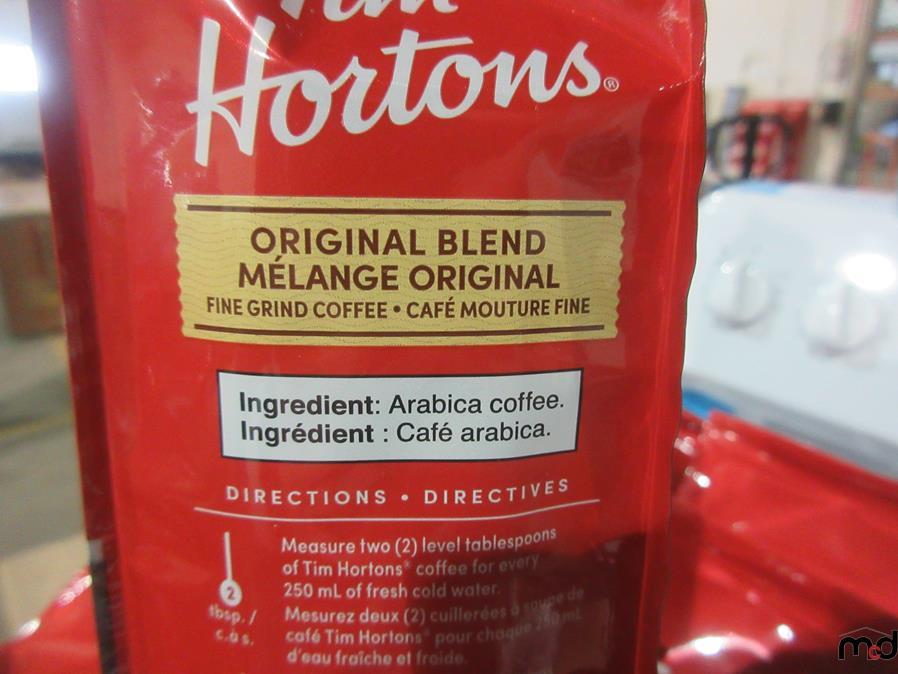 Tim
Hortons®
ORIGINAL BLEND
MÉLANGE ORIGINAL
FINE GRIND COFFEE • CAFÉ MOUTURE FINE
Ingredient: Arabica coffee.
Ingrédient : Café arabica.
DIRECTIONS • DIRECTIVES
Measure two (2) level tablespoons
of Tim Hortons® coffee for every
250 mL of fresh cold water.
2
tbsp. /
c.à s.
Mesurez deux (2) cuillerées à soupe de
café Tim Hortons® pour chaque 250 mL
d'eau fraîche et froide.
mcd